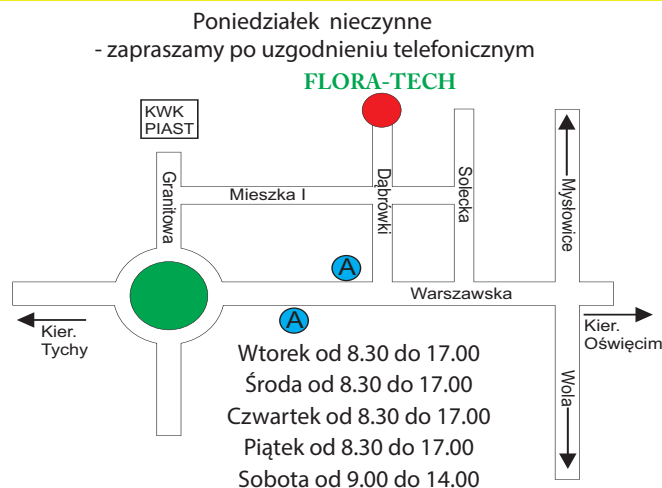 Poniedziałek nieczynne
- zapraszamy po uzgodnieniu telefonicznym
FLORA-TECH
KWK
PIAST
Granitowa
Mieszka I
Dąbrówki
Solecka
Mysłowice
A
Warszawska
A
Kier.
Tychy
Kier.
Oświęcim
Wola
Wtorek od 8.30 do 17.00
Środa od 8.30 do 17.00
Czwartek od 8.30 do 17.00
Piątek od 8.30 do 17.00
Sobota od 9.00 do 14.00